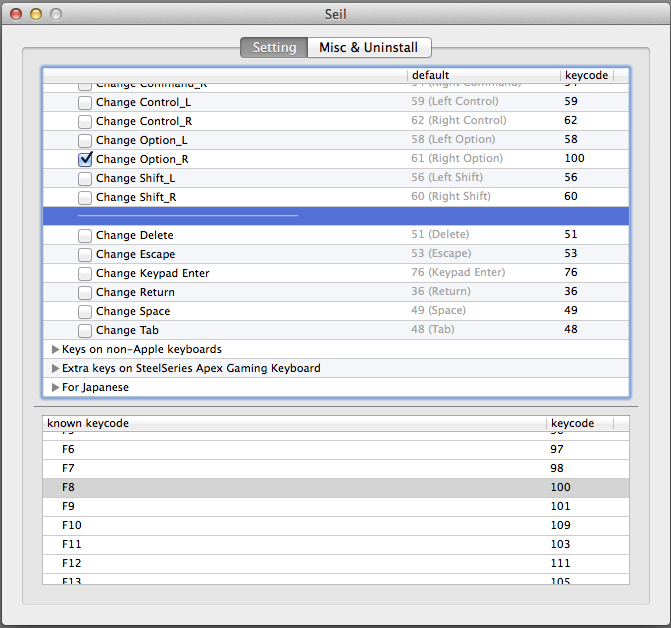 Seil
Setting Misc & Uninstall
default keycode
Change Command_R
Change Control_L 59 (Left Control) 59
Change Control_R 62 (Right Control) 62
Change Option_L 58 (Left Option) 58
Change Option_R 61 (Right Option) 100
Change Shift_L 56 (Left Shift) 56
Change Shift_R 60 (Right Shift) 60
Change Delete 51 (Delete) 51
Change Escape 53 (Escape) 53
Change Keypad Enter 76 (Keypad Enter) 76
Change Return 36 (Return) 36
Change Space 49 (Space) 49
Change Tab 48 (Tab) 48
Keys on non-Apple keyboards
Extra keys on SteelSeries Apex Gaming Keyboard
For Japanese
known keycode keycode
F6 97
F7 98
F8 100
F9 101
F10 109
F11 103
F12 111
F13 105